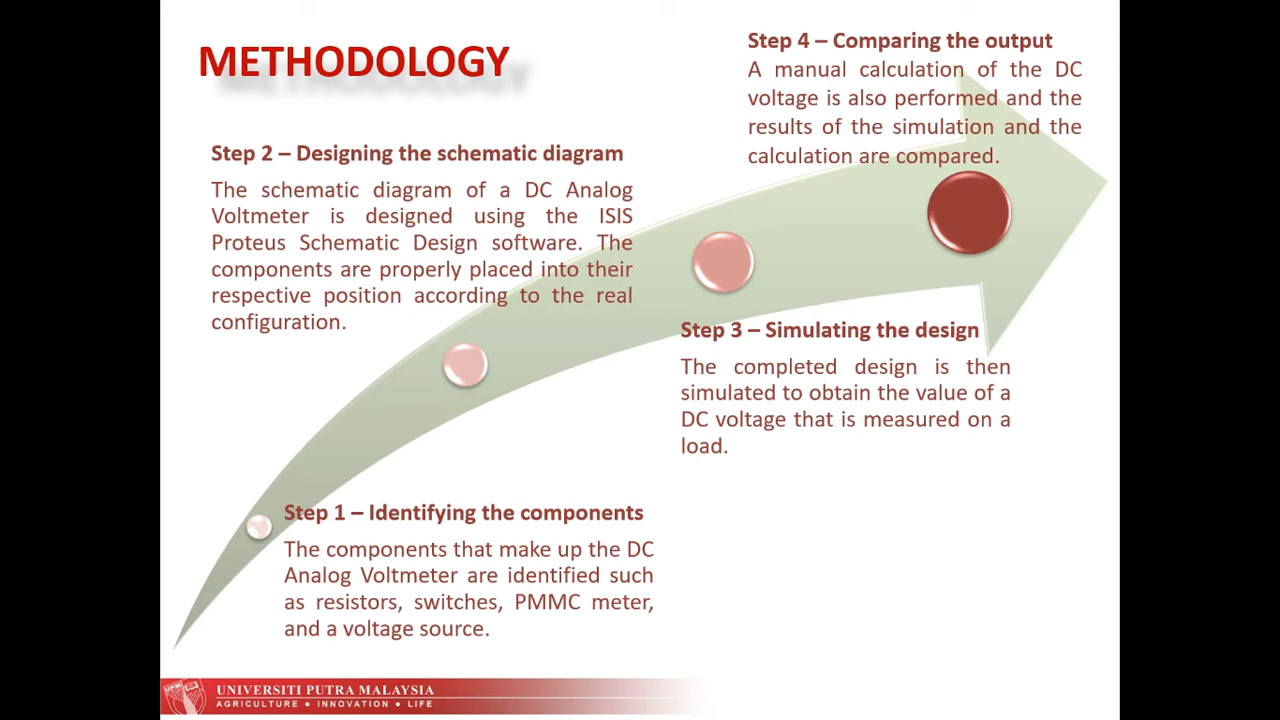 METHODOLOGY
Step 4 – Comparing the output
A manual calculation of the DC
voltage is also performed and the
results of the simulation and the
calculation are compared.
Step 2 – Designing the schematic diagram
The schematic diagram of a DC Analog
Voltmeter is designed using the ISIS
Proteus Schematic Design software. The
components are properly placed into their
respective position according to the real
configuration.
Step 3 – Simulating the design
The completed design is then
simulated to obtain the value of a
DC voltage that is measured on a
load.
Step 1 – Identifying the components
The components that make up the DC
Analog Voltmeter are identified such
as resistors, switches, PMMC meter,
and a voltage source.
UPM
UNIVERSITI PUTRA MALAYSIA
AGRICULTURE • INNOVATION • LIFE